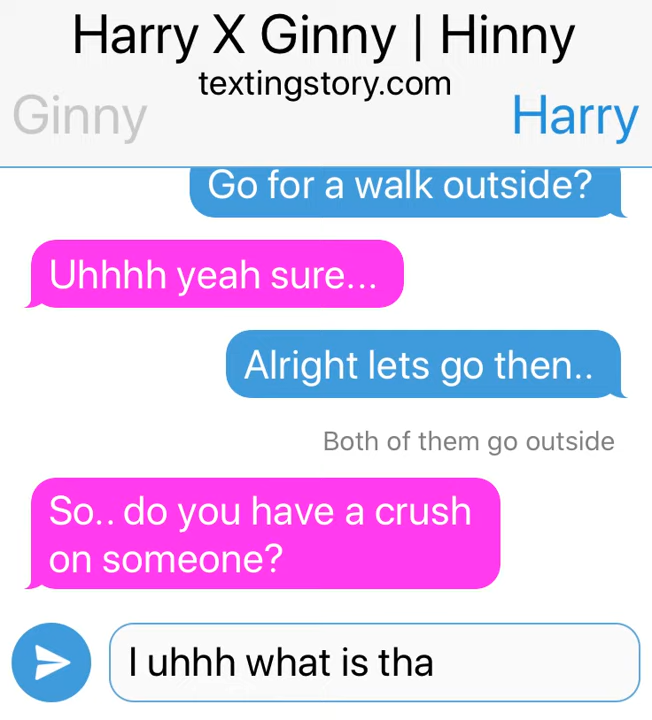 Harry X Ginny | Hinny
textingstory.com
Ginny
Harry
Go for a walk outside?
Uhhhh yeah sure...
Alright lets go then..
Both of them go outside
So.. do you have a crush
on someone?
I uhhh what is tha